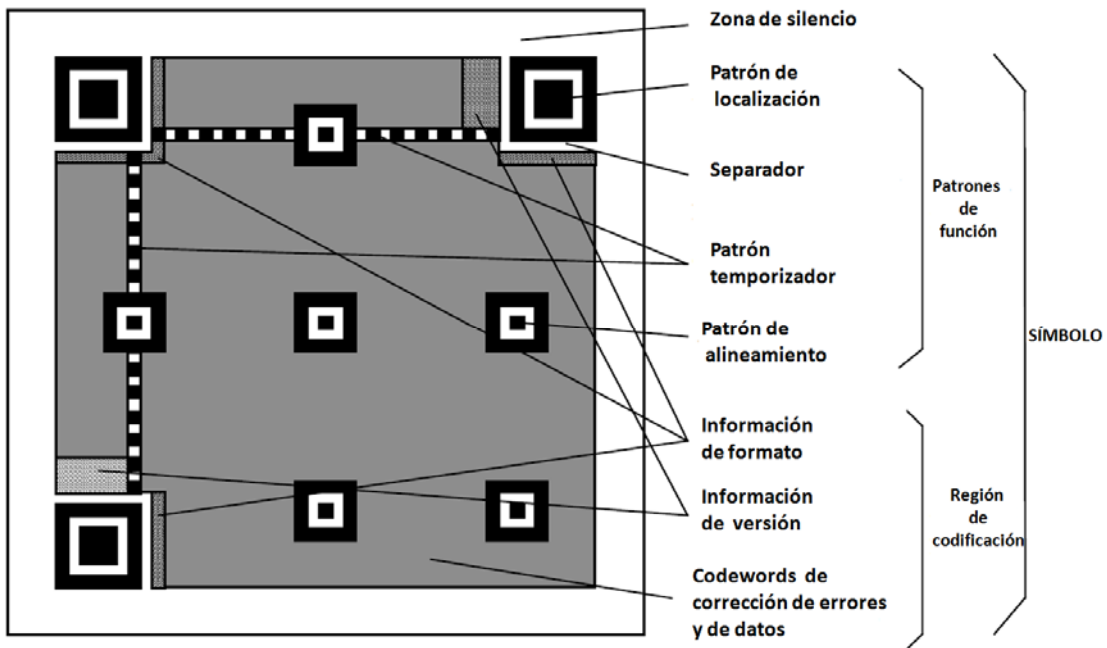 Zona de silencio
Patrón de
localización
Separador
Patrón
temporizador
Patrón de
alineamiento
Información
de formato
Información
de versión
Codewords de
corrección de errores
y de datos
Patrones
de
función
Región
de
codificación
SÍMBOLO